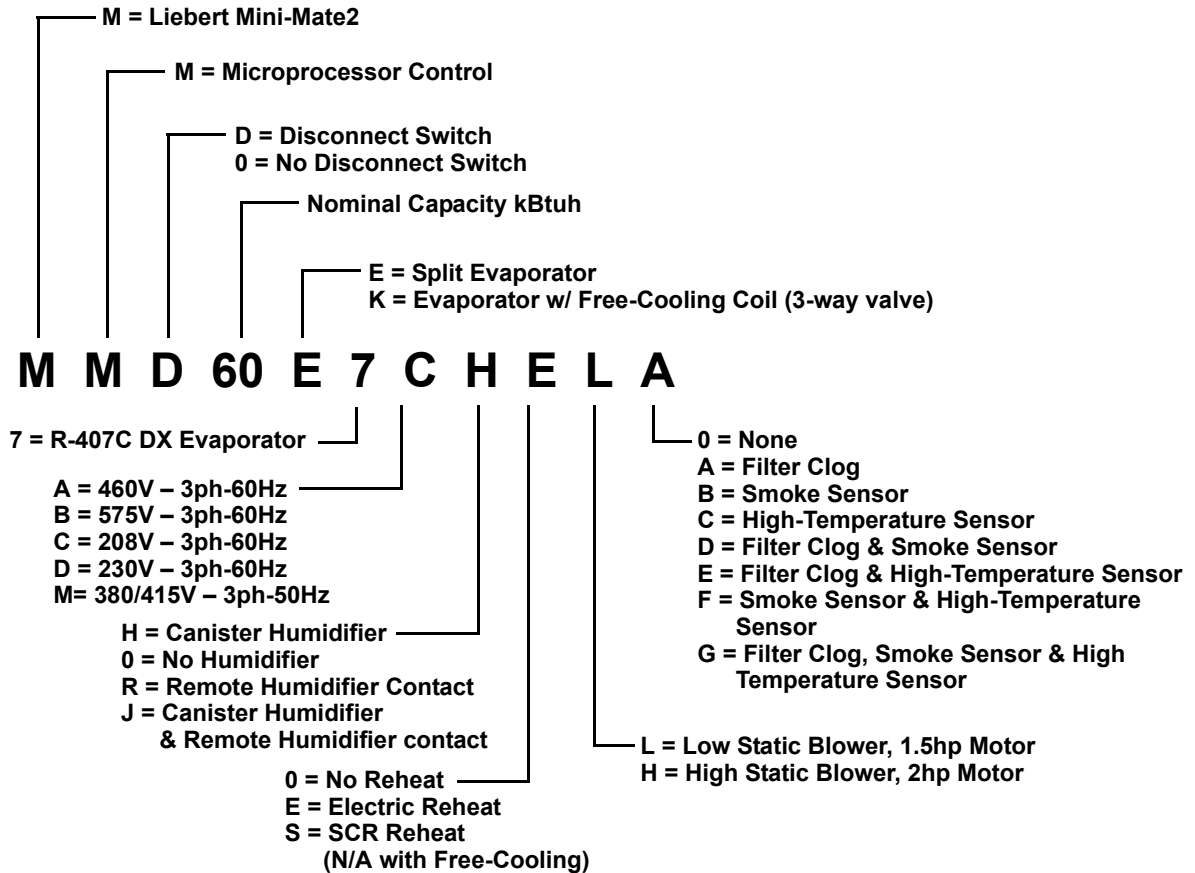 M = Liebert Mini-Mate2
M = Microprocessor Control
D = Disconnect Switch
0 = No Disconnect Switch
Nominal Capacity kBtuh
E = Split Evaporator
K = Evaporator w/ Free-Cooling Coil (3-way valve)
M M D 60 E 7 C H E L A
7 = R-407C DX Evaporator
A = 460V – 3ph-60Hz
B = 575V – 3ph-60Hz
C = 208V – 3ph-60Hz
D = 230V – 3ph-60Hz
M= 380/415V – 3ph-50Hz
H = Canister Humidifier
0 = No Humidifier
R = Remote Humidifier Contact
J = Canister Humidifier
& Remote Humidifier contact
0 = No Reheat
E = Electric Reheat
S = SCR Reheat
(N/A with Free-Cooling)
L = Low Static Blower, 1.5hp Motor
H = High Static Blower, 2hp Motor
0 = None
A = Filter Clog
B = Smoke Sensor
C = High-Temperature Sensor
D = Filter Clog & Smoke Sensor
E = Filter Clog & High-Temperature Sensor
F = Smoke Sensor & High-Temperature
Sensor
G = Filter Clog, Smoke Sensor & High
Temperature Sensor